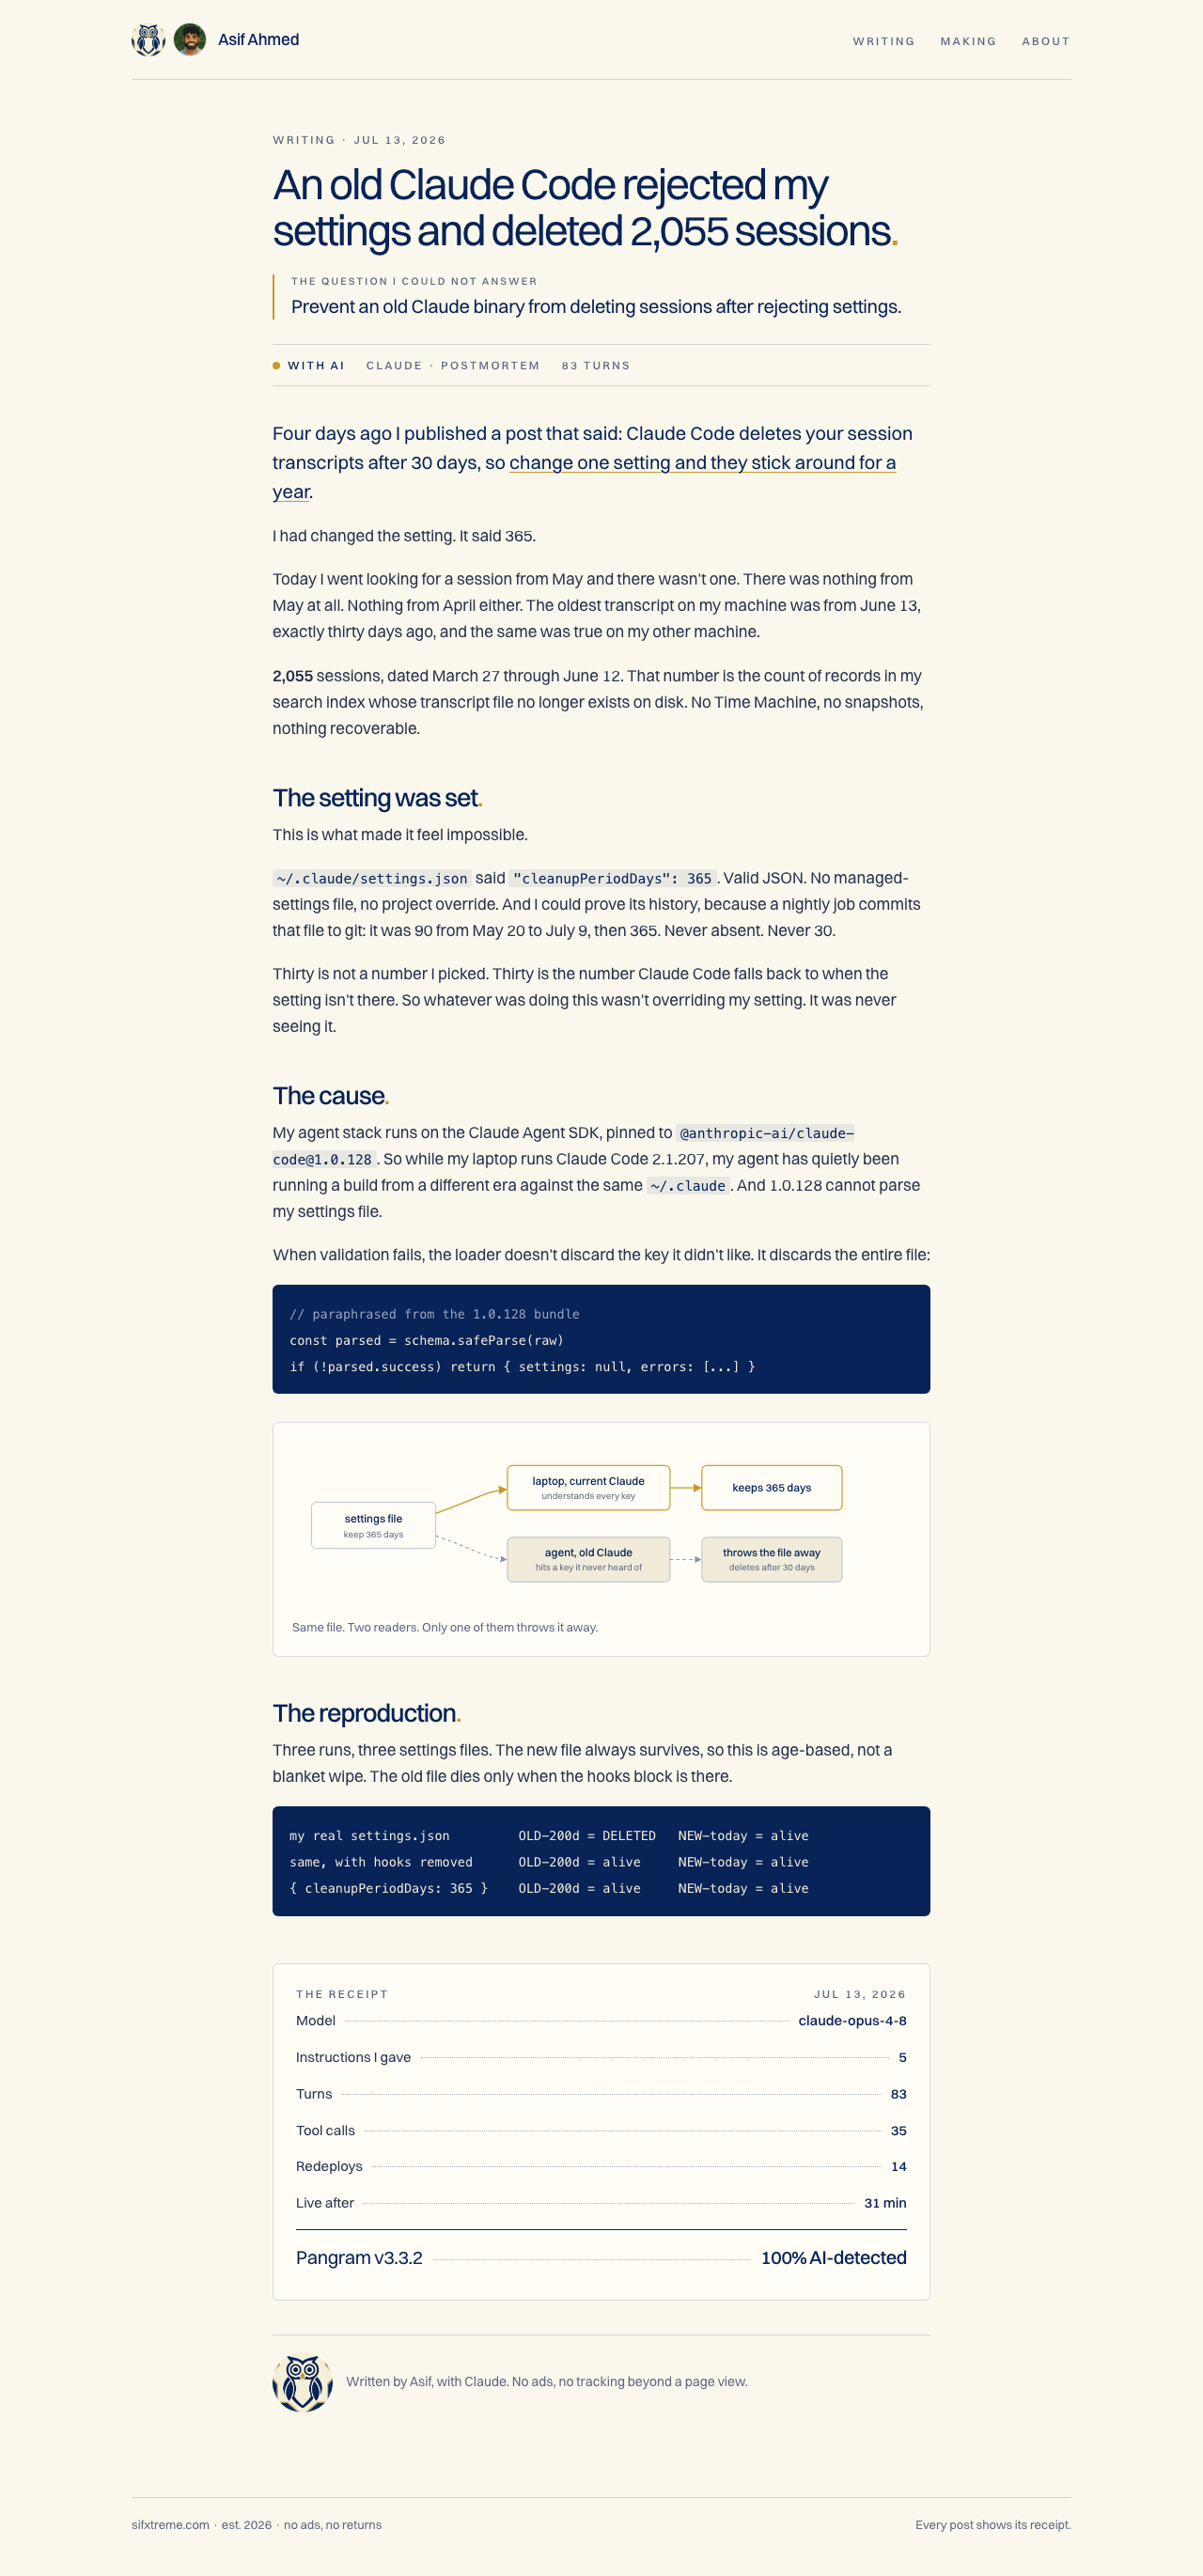 Asif Ahmed
WRITING MAKING ABOUT
WRITING · JUL 13, 2026
An old Claude Code rejected my
settings and deleted 2,055 sessions.
THE QUESTION I COULD NOT ANSWER
Prevent an old Claude binary from deleting sessions after rejecting settings.
WITH AI CLAUDE · POSTMORTEM 83 TURNS
Four days ago I published a post that said: Claude Code deletes your session
transcripts after 30 days, so change one setting and they stick around for a
year.
I had changed the setting. It said 365.
Today I went looking for a session from May and there wasn't one. There was nothing from
May at all. Nothing from April either. The oldest transcript on my machine was from June 13,
exactly thirty days ago, and the same was true on my other machine.
2,055 sessions, dated March 27 through June 12. That number is the count of records in my
search index whose transcript file no longer exists on disk. No Time Machine, no snapshots,
nothing recoverable.
The setting was set.
This is what made it feel impossible.
~/.claude/settings.json said "cleanupPeriodDays": 365. Valid JSON. No managed-
settings file, no project override. And I could prove its history, because a nightly job commits
that file to git: it was 90 from May 20 to July 9, then 365. Never absent. Never 30.
Thirty is not a number I picked. Thirty is the number Claude Code falls back to when the
setting isn't there. So whatever was doing this wasn't overriding my setting. It was never
seeing it.
The cause.
My agent stack runs on the Claude Agent SDK, pinned to @anthropic-ai/claude-
code@1.0.128. So while my laptop runs Claude Code 2.1.207, my agent has quietly been
running a build from a different era against the same ~/.claude. And 1.0.128 cannot parse
my settings file.
When validation fails, the loader doesn't discard the key it didn't like. It discards the entire file:
// paraphrased from the 1.0.128 bundle
const parsed = schema.safeParse(raw)
if (!parsed.success) return { settings: null, errors: [...] }
settings file
keep 365 days
laptop, current Claude
understands every key
keeps 365 days
agent, old Claude
hits a key it never heard of
throws the file away
deletes after 30 days
Same file. Two readers. Only one of them throws it away.
The reproduction.
Three runs, three settings files. The new file always survives, so this is age-based, not a
blanket wipe. The old file dies only when the hooks block is there.
my real settings.json OLD-200d = DELETED NEW-today = alive
same, with hooks removed OLD-200d = alive NEW-today = alive
{ cleanupPeriodDays: 365 } OLD-200d = alive NEW-today = alive
THE RECEIPT JUL 13, 2026
Model claude-opus-4-8
Instructions I gave 5
Turns 83
Tool calls 35
Redeploys 14
Live after 31 min
Pangram v3.3.2 100% AI-detected
Written by Asif, with Claude. No ads, no tracking beyond a page view.
sifxtreme.com · est. 2026 · no ads, no returns
Every post shows its receipt.